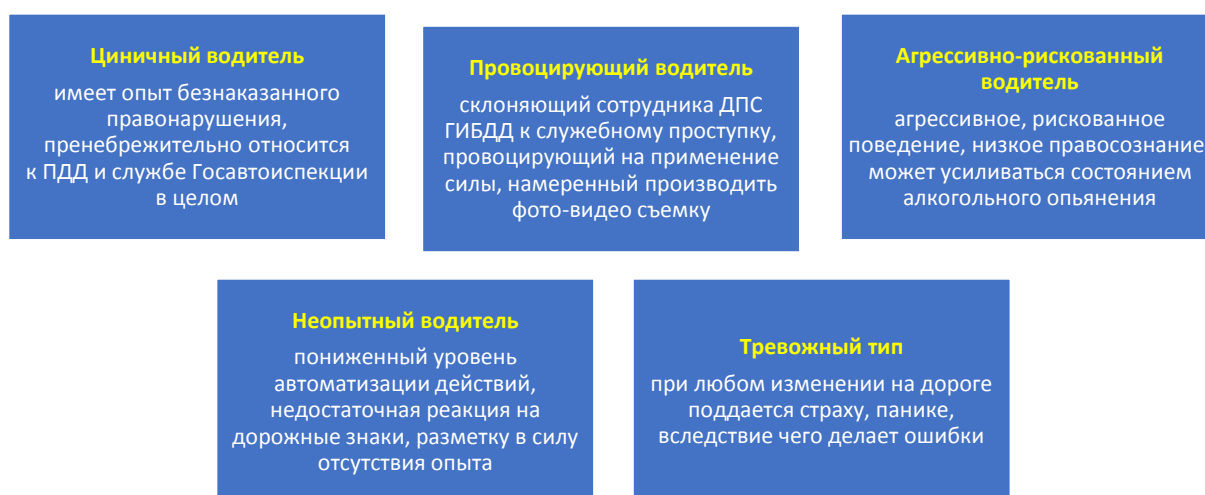 Циничный водитель
имеет опыт безнаказанного
правонарушения,
пренебрежительно относится
к ПДД и службе Госавтоиспекции
в целом
Провоцирующий водитель
склоняющий сотрудника ДПС
ГИБДД к служебному проступку,
провоцирующий на применение
силы, намеренный производить
фото-видео съемку
Агрессивно-рискованный
водитель
агрессивное, рискованное
поведение, низкое правосознание
может усиливаться состоянием
алкогольного опьянения
Неопытный водитель
пониженный уровень
автоматизации действий,
недостаточная реакция на
дорожные знаки, разметку в силу
отсутствия опыта
Тревожный тип
при любом изменении на дороге
поддается страху, панике,
вследствие чего делает ошибки